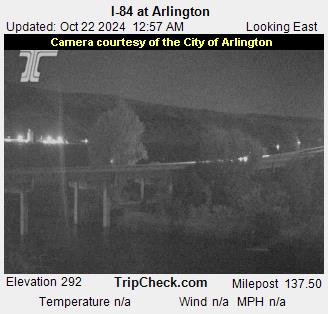 I-84 at Arlington
Updated: Oct 22 2024 12:57 AM Looking East
Camera courtesy of the City of Arlington
Elevation 292 TripCheck.com Milepost 137.50
Temperature n/a Wind n/a MPH n/a